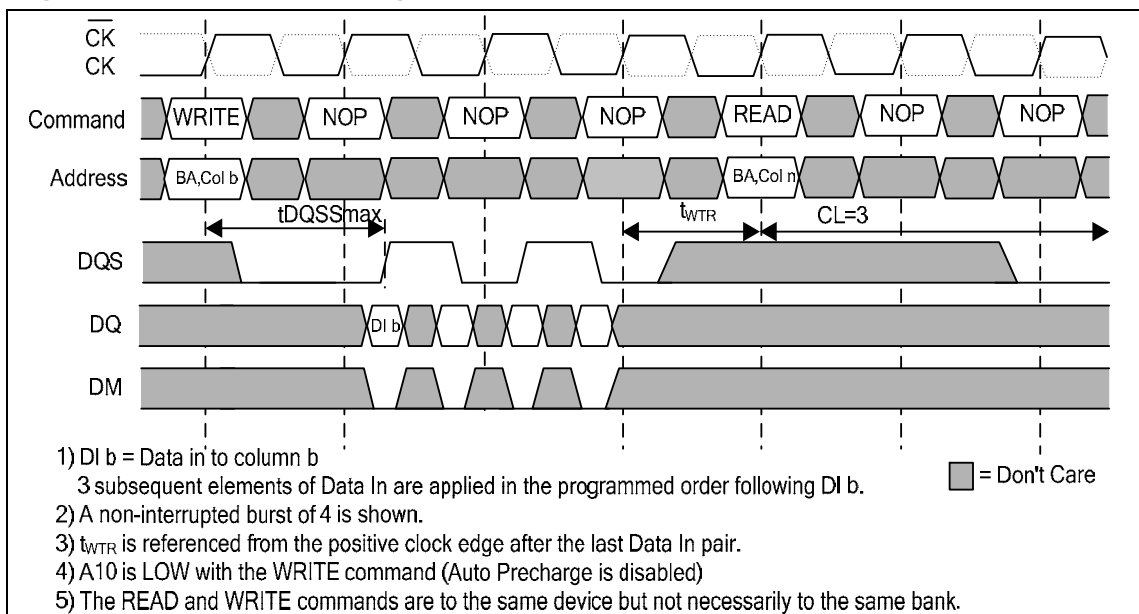 CK
CK
Command WRITE NOP NOP NOP READ NOP NOP
Address BA,Col b BA,Col n
tDQSSmax tWTR CL=3
DQS
DQ DI b
DM
1) DI b = Data in to column b
3 subsequent elements of Data In are applied in the programmed order following DI b.
= Don't Care
2) A non-interrupted burst of 4 is shown.
3) tWTR is referenced from the positive clock edge after the last Data In pair.
4) A10 is LOW with the WRITE command (Auto Precharge is disabled)
5) The READ and WRITE commands are to the same device but not necessarily to the same bank.